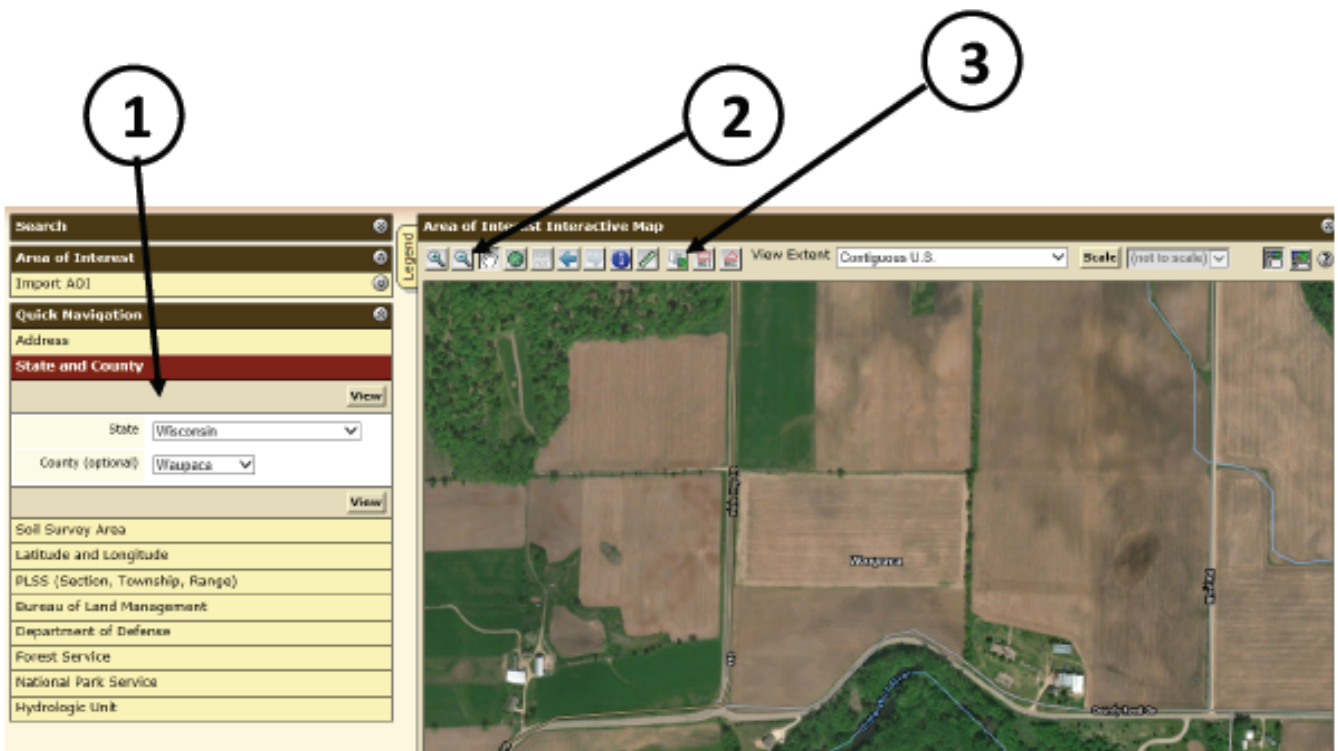 1
2
3
Search
Area of Interest
Import AOI
Quick Navigation
Address
State and County
View
State Wisconsin
County (optional) Waupaca
View
Soil Survey Area
Latitude and Longitude
PLSS (Section, Township, Range)
Bureau of Land Management
Department of Defense
Forest Service
National Park Service
Hydrologic Unit
Legend
Area of Interest Interactive Map
View Extent Contiguous U.S. Scale (not to scale)
Waupaca
County Road